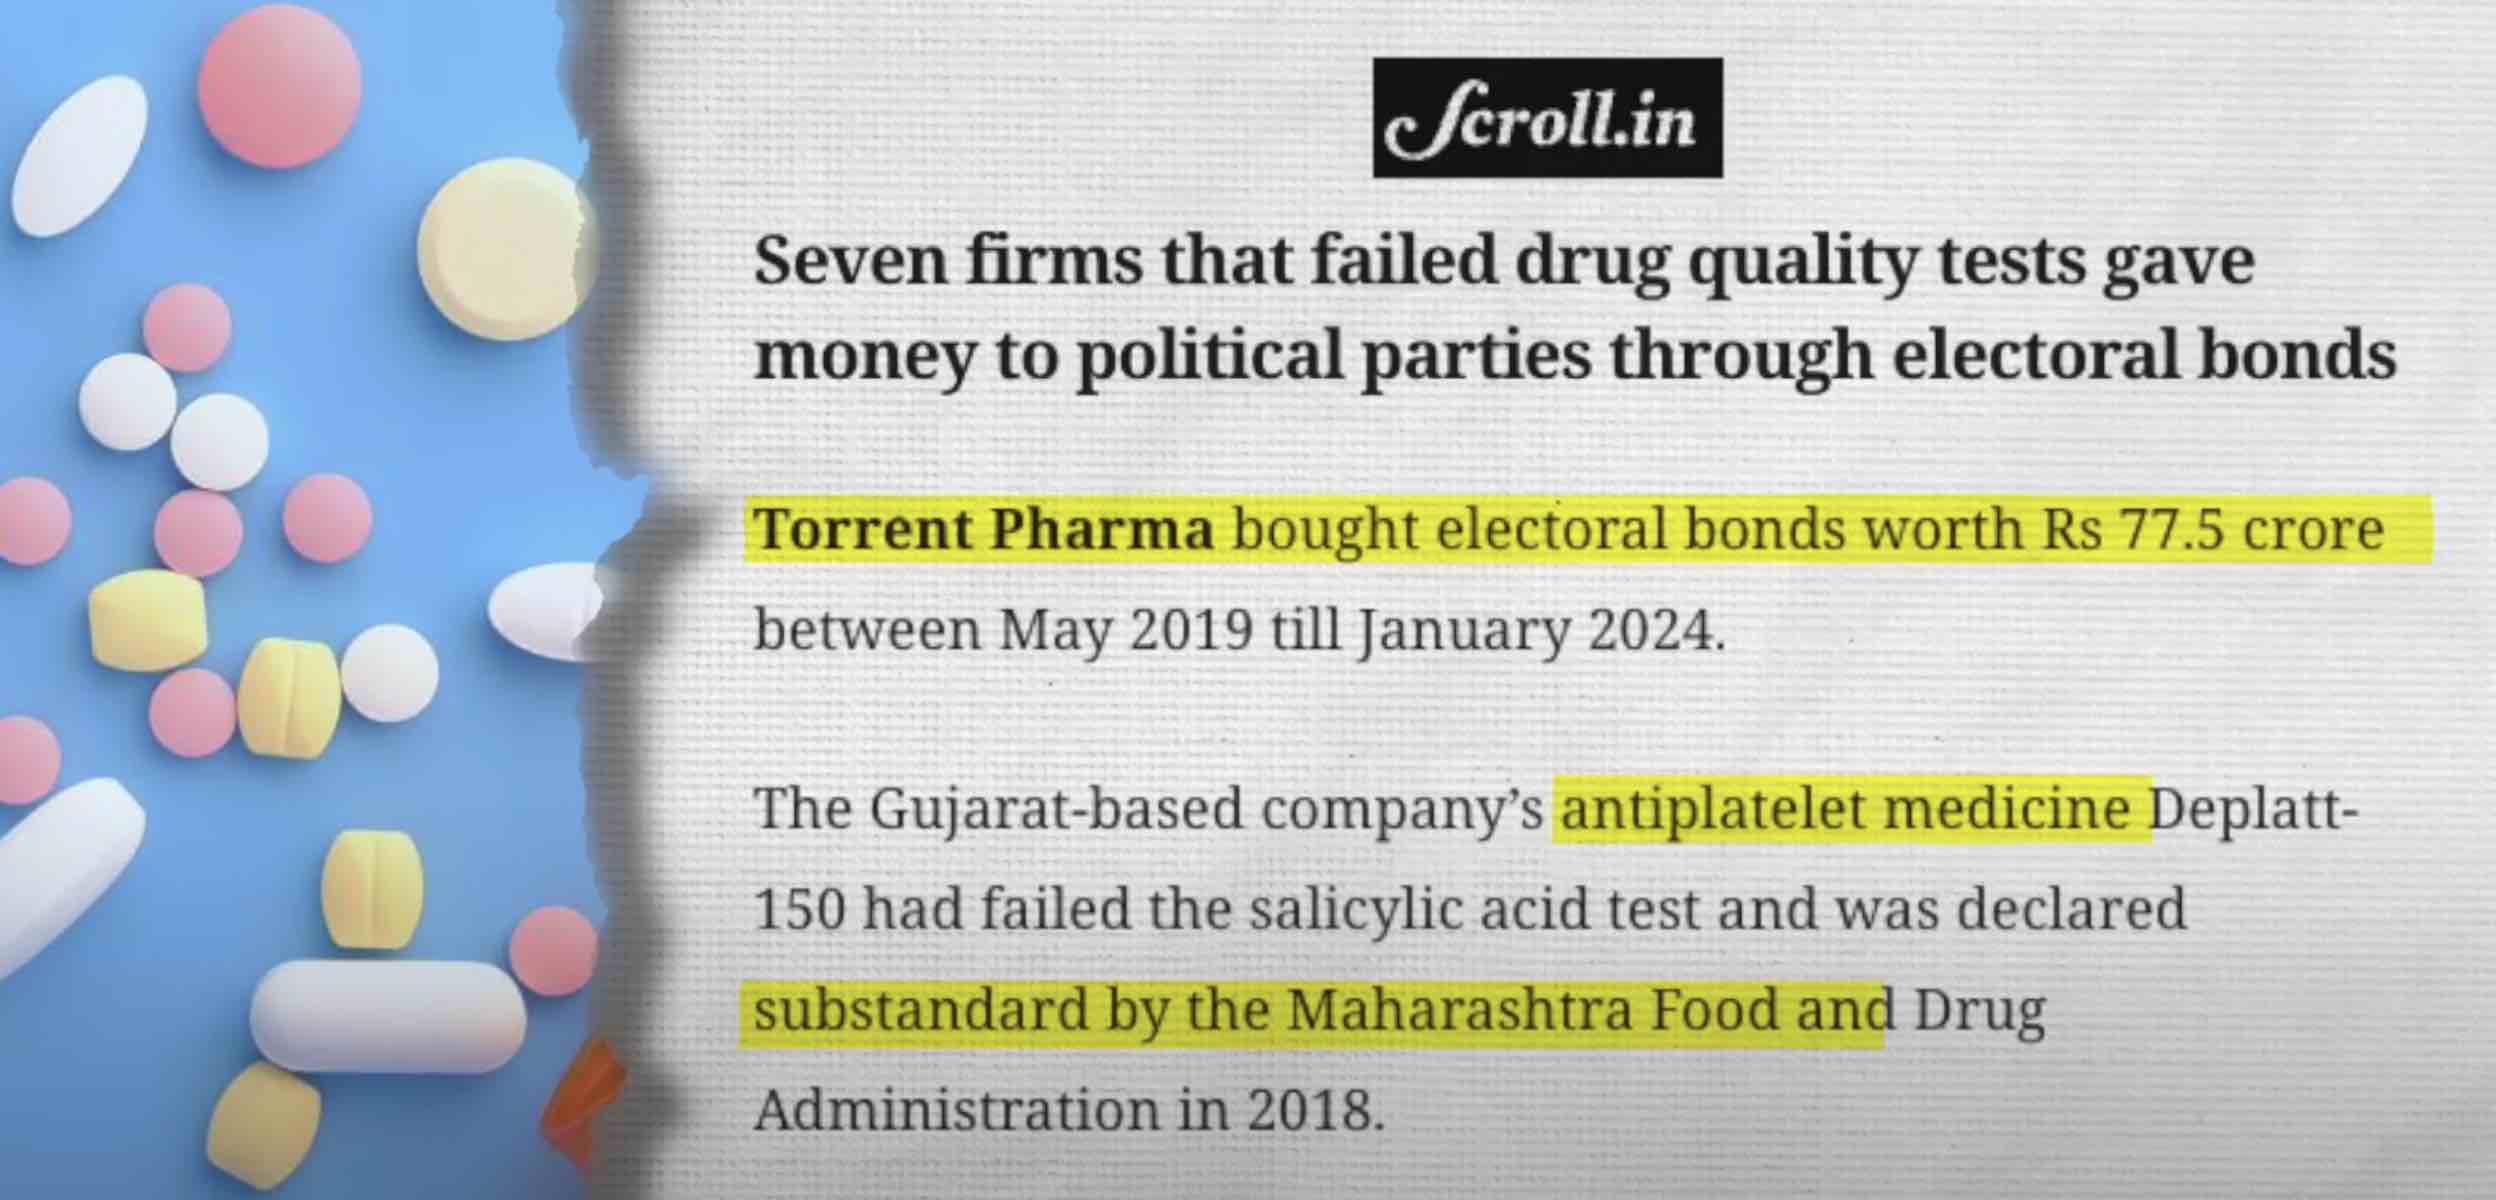 Scroll.in
Seven firms that failed drug quality tests gave
money to political parties through electoral bonds
Torrent Pharma bought electoral bonds worth Rs 77.5 crore
between May 2019 till January 2024.
The Gujarat-based company’s antiplatelet medicine Deplatt-
150 had failed the salicylic acid test and was declared
substandard by the Maharashtra Food and Drug
Administration in 2018.